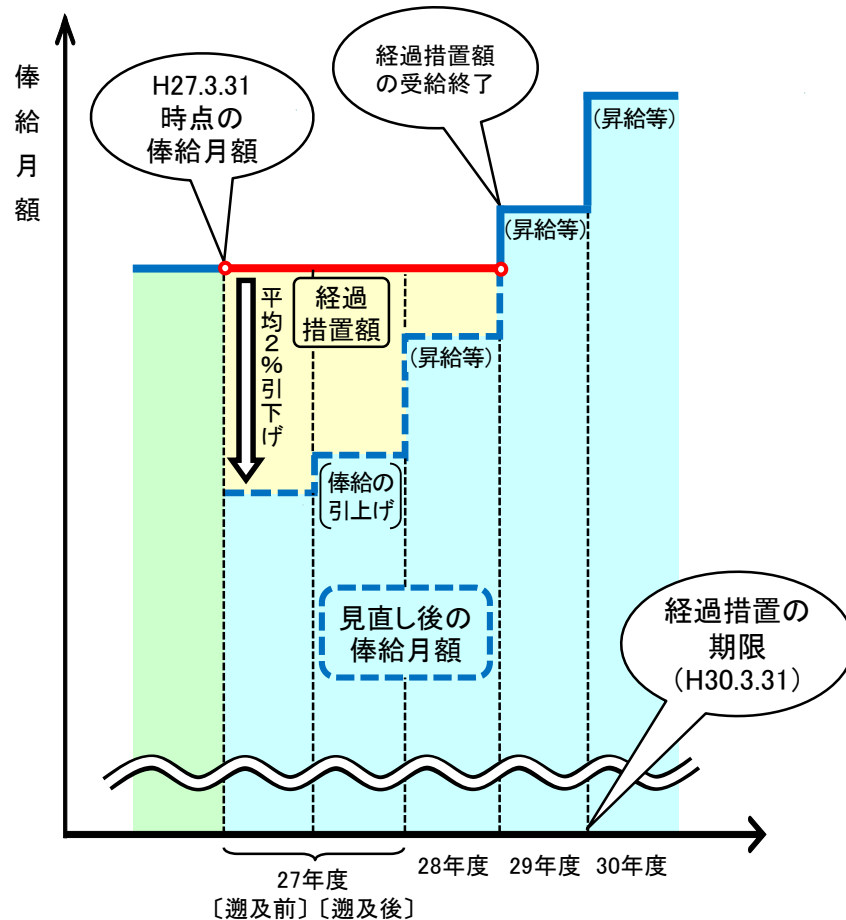 俸給月額
H27.3.31
時点の
俸給月額
経過措置額
の受給終了
(昇給等)
(昇給等)
平均2%引下げ
経過
措置額
(昇給等)
俸給の
引上げ
見直し後の
俸給月額
経過措置の
期限
(H30.3.31)
27年度
28年度
29年度
30年度
〔遡及前〕〔遡及後〕